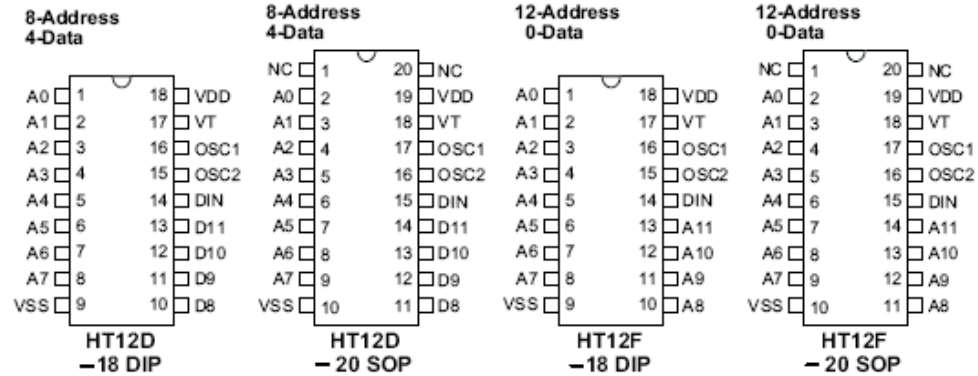 8-Address
4-Data
A0 1 18 VDD
A1 2 17 VT
A2 3 16 OSC1
A3 4 15 OSC2
A4 5 14 DIN
A5 6 13 D11
A6 7 12 D10
A7 8 11 D9
VSS 9 10 D8
HT12D
–18 DIP
8-Address
4-Data
NC 1 20 NC
A0 2 19 VDD
A1 3 18 VT
A2 4 17 OSC1
A3 5 16 OSC2
A4 6 15 DIN
A5 7 14 D11
A6 8 13 D10
A7 9 12 D9
VSS 10 11 D8
HT12D
– 20 SOP
12-Address
0-Data
A0 1 18 VDD
A1 2 17 VT
A2 3 16 OSC1
A3 4 15 OSC2
A4 5 14 DIN
A5 6 13 A11
A6 7 12 A10
A7 8 11 A9
VSS 9 10 A8
HT12F
–18 DIP
12-Address
0-Data
NC 1 20 NC
A0 2 19 VDD
A1 3 18 VT
A2 4 17 OSC1
A3 5 16 OSC2
A4 6 15 DIN
A5 7 14 A11
A6 8 13 A10
A7 9 12 A9
VSS 10 11 A8
HT12F
– 20 SOP